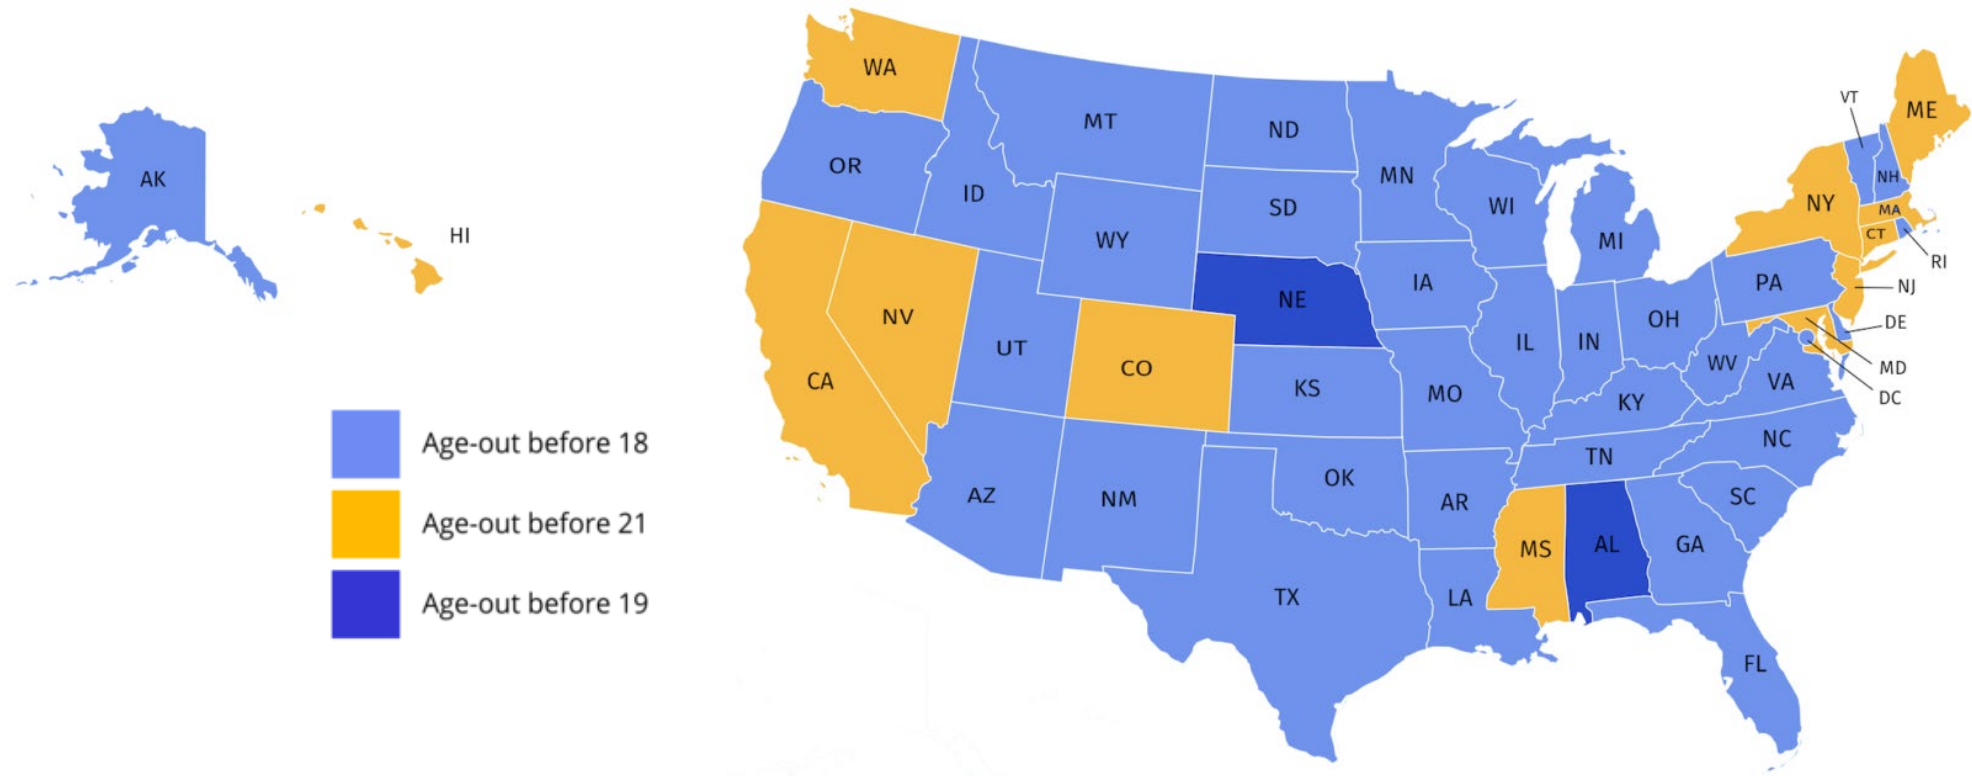 WA
MT
ND
OR
ID
MN
SD
WI
WY
MI
VT
ME
NH
NY
MA
CT
RI
AK
HI
NE
IA
PA
NJ
NV
UT
CO
IL
IN
OH
DE
MD
DC
WV
VA
CA
KS
MO
KY
NC
TN
AZ
NM
OK
AR
SC
MS
AL
GA
TX
LA
FL
Age-out before 18
Age-out before 21
Age-out before 19